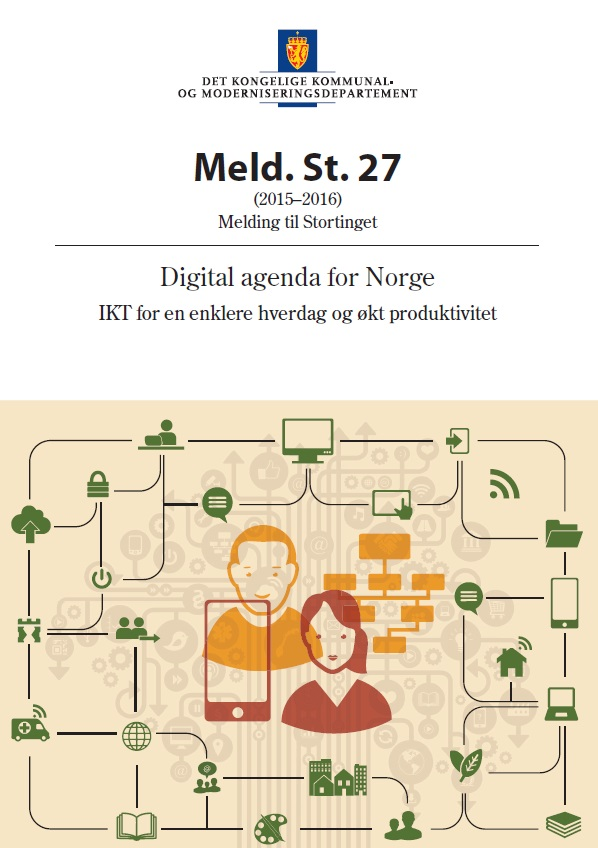 DET KONGELIGE KOMMUNAL-
OG MODERNISERINGSDEPARTEMENT
Meld. St. 27
(2015–2016)
Melding til Stortinget
Digital agenda for Norge
IKT for en enklere hverdag og økt produktivitet